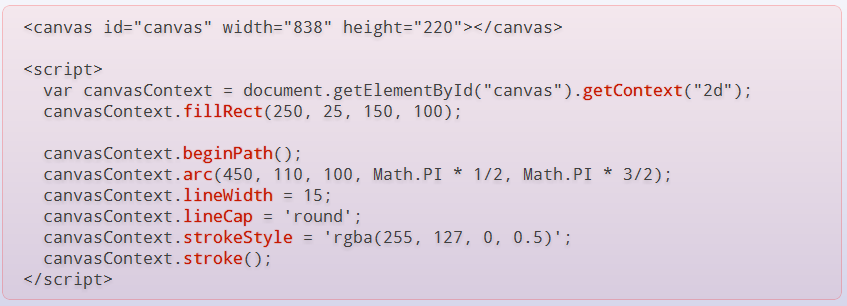 <canvas id="canvas" width="838" height="220"></canvas>

<script>
  var canvasContext = document.getElementById("canvas").getContext("2d");
  canvasContext.fillRect(250, 25, 150, 100);

  canvasContext.beginPath();
  canvasContext.arc(450, 110, 100, Math.PI * 1/2, Math.PI * 3/2);
  canvasContext.lineWidth = 15;
  canvasContext.lineCap = 'round';
  canvasContext.strokeStyle = 'rgba(255, 127, 0, 0.5)';
  canvasContext.stroke();
</script>